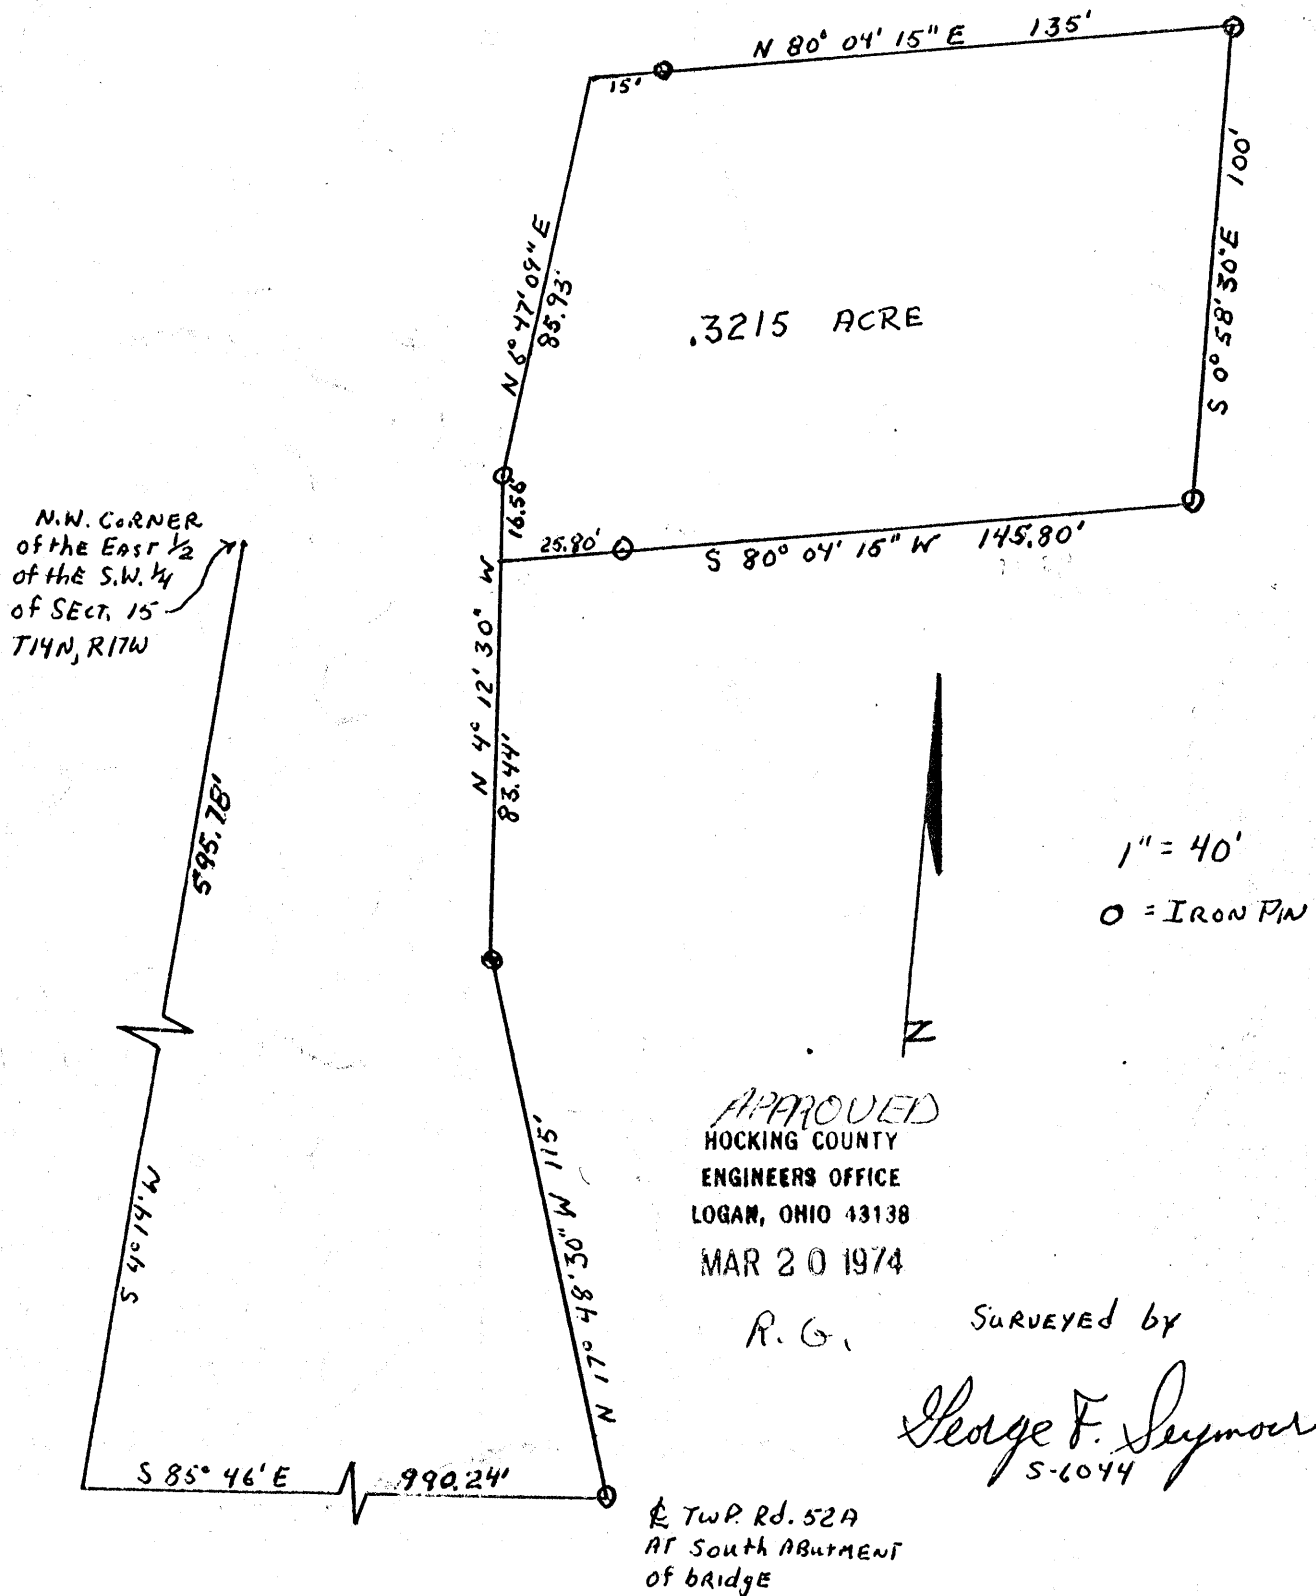 N 80° 04' 15" E 135'
15'
N 6° 47' 09" E
85.93'
.3215 ACRE
S 0° 58' 30" E 100'
16.56'
25.80'
S 80° 04' 15" W 145.80'
N.W. CORNER
of the EAST 1/2
of the S.W. 1/4
of SECT. 15
T14N, R17W
N 4° 12' 30" W
83.44'
595.78'
1" = 40'
O = IRON PIN
N
APPROVED
HOCKING COUNTY
ENGINEERS OFFICE
LOGAN, OHIO 43138
MAR 20 1974
R. G.
N 17° 48' 30" W 115'
S 4° 14' W
SURVEYEd by
George F. Seymour
S-6044
S 85° 46' E 990.24'
℄ TWP. Rd. 52A
AT South ABUTMENT
of bRIdgE